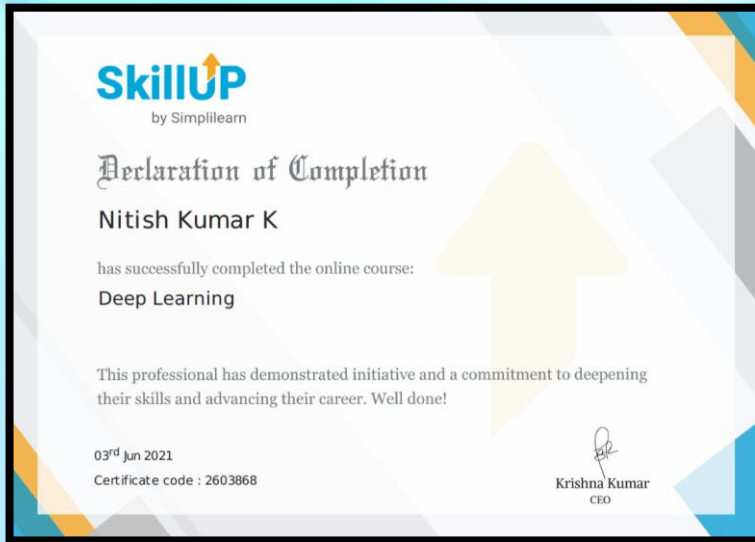 SkillUP
by Simplilearn
Declaration of Completion
Nitish Kumar K
has successfully completed the online course:
Deep Learning
This professional has demonstrated initiative and a commitment to deepening
their skills and advancing their career. Well done!
03rd Jun 2021
Certificate code : 2603868
Krishna Kumar
CEO